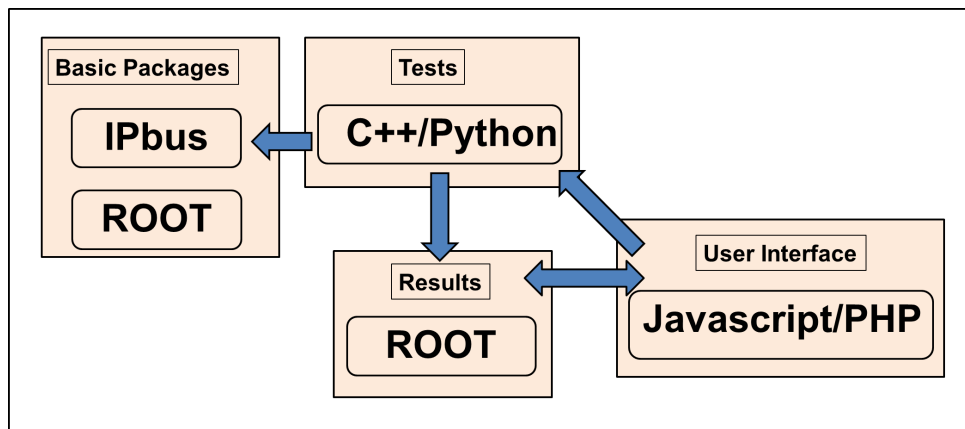 Basic Packages
IPbus
ROOT
Tests
C++/Python
Results
ROOT
User Interface
Javascript/PHP